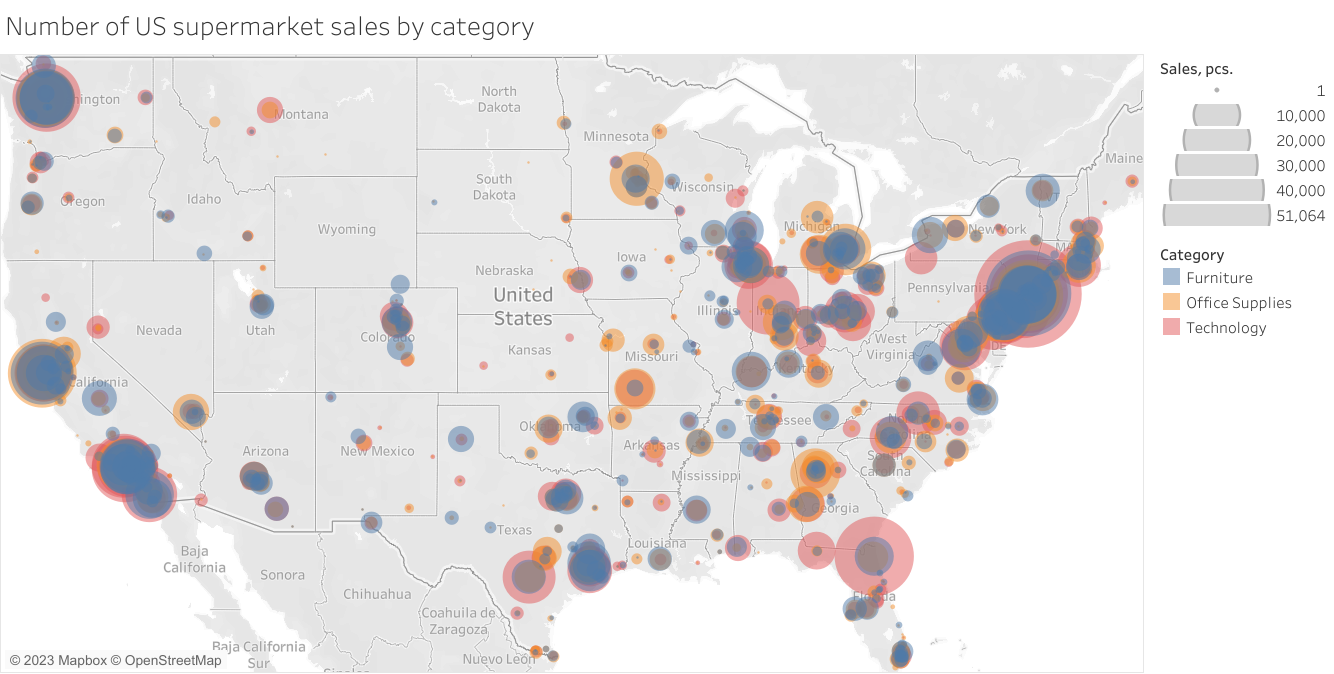 Number of US supermarket sales by category
Sales, pcs.
1
10,000
20,000
30,000
40,000
51,064
Category
Furniture
Office Supplies
Technology
North
Dakota
Montana
Minnesota
Maine
South
Dakota
Wisconsin
Oregon
Idaho
Wyoming
Michigan
New York
Iowa
Nebraska
United
States
Pennsylvania
Illinois
Nevada
Utah
Colorado
Kansas
Missouri
West
Virginia
DE
California
Kentucky
Oklahoma
Tennessee
Arizona
New Mexico
Arkansas
South
Carolina
Mississippi
Georgia
Texas
Louisiana
Baja
California
Sonora
Chihuahua
Florida
Coahuila de
Zaragoza
Baja California
Sur
Nuevo León
© 2023 Mapbox © OpenStreetMap